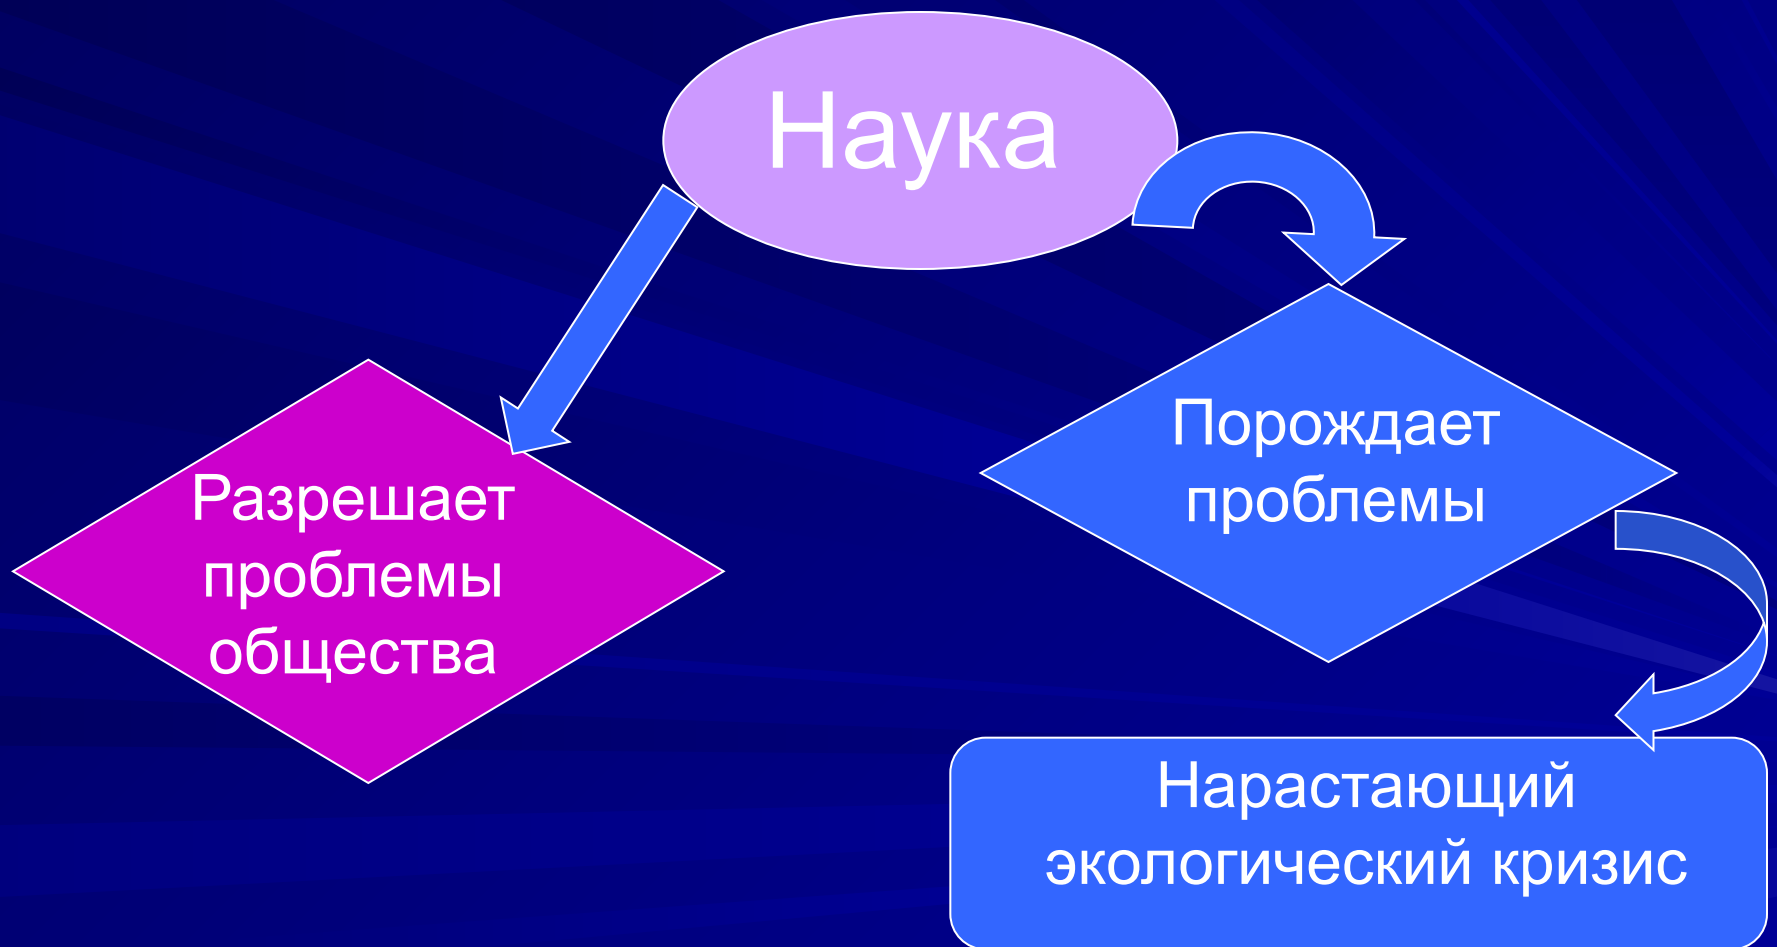 Наука
Разрешает
проблемы
общества
Порождает
проблемы
Нарастающий
экологический кризис